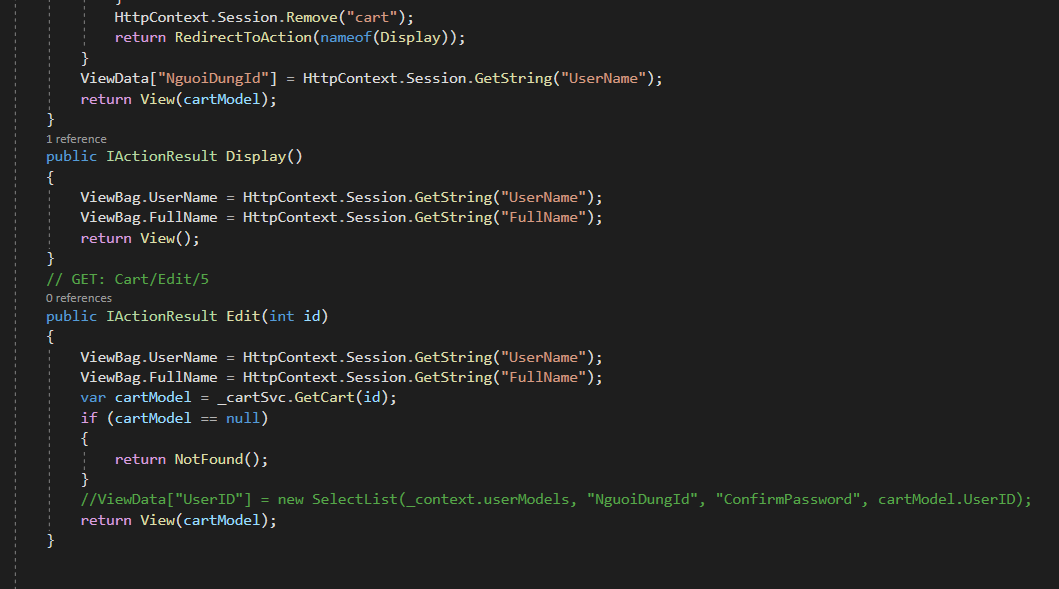 }
HttpContext.Session.Remove("cart");
return RedirectToAction(nameof(Display));
}
ViewData["NguoiDungId"] = HttpContext.Session.GetString("UserName");
return View(cartModel);
}
1 reference
public IActionResult Display()
{
ViewBag.UserName = HttpContext.Session.GetString("UserName");
ViewBag.FullName = HttpContext.Session.GetString("FullName");
return View();
}
// GET: Cart/Edit/5
0 references
public IActionResult Edit(int id)
{
ViewBag.UserName = HttpContext.Session.GetString("UserName");
ViewBag.FullName = HttpContext.Session.GetString("FullName");
var cartModel = _cartSvc.GetCart(id);
if (cartModel == null)
{
return NotFound();
}
//ViewData["UserID"] = new SelectList(_context.userModels, "NguoiDungId", "ConfirmPassword", cartModel.UserID);
return View(cartModel);
}